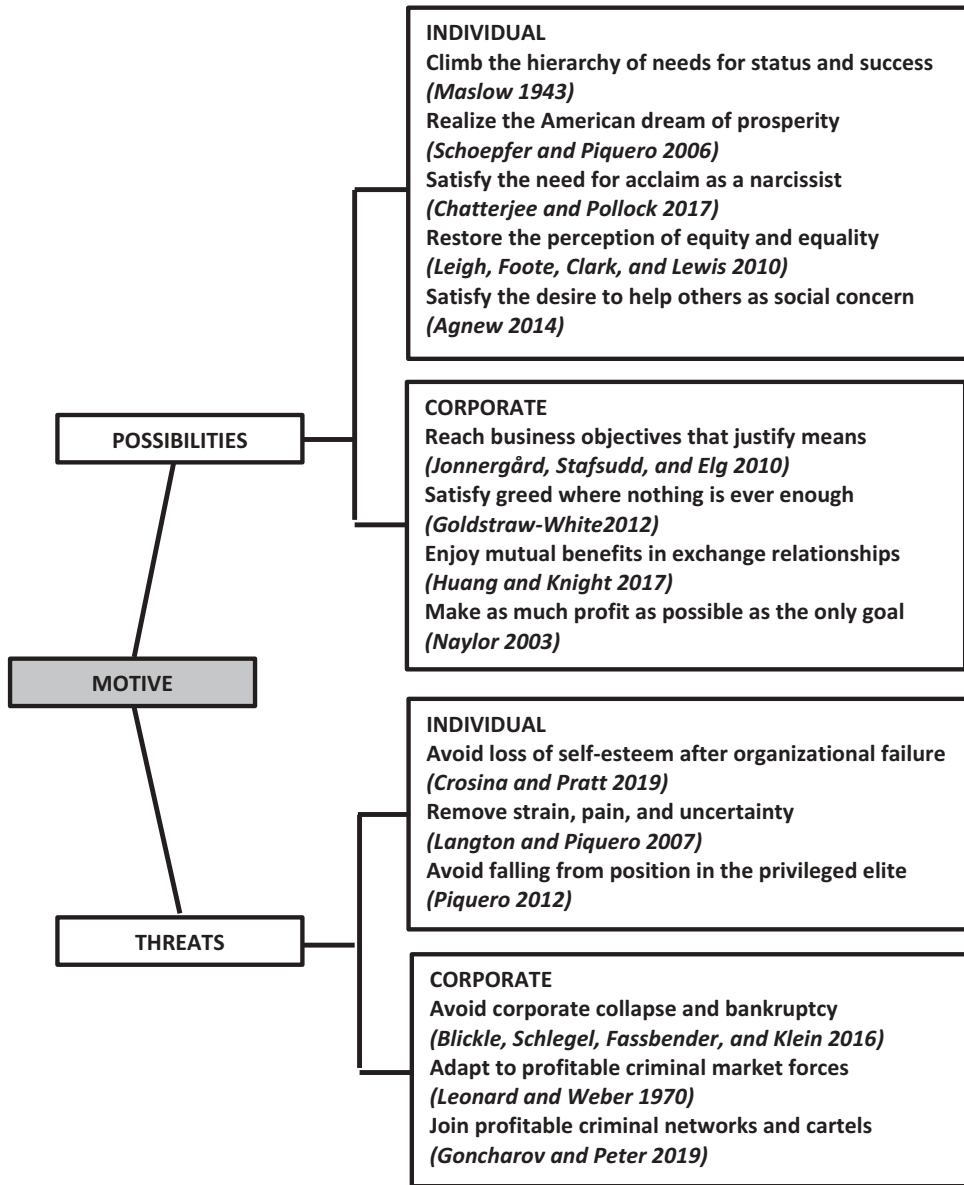 INDIVIDUAL
Climb the hierarchy of needs for status and success
(Maslow 1943)
Realize the American dream of prosperity
(Schoepfer and Piquero 2006)
Satisfy the need for acclaim as a narcissist
(Chatterjee and Pollock 2017)
Restore the perception of equity and equality
(Leigh, Foote, Clark, and Lewis 2010)
Satisfy the desire to help others as social concern
(Agnew 2014)
POSSIBILITIES
CORPORATE
Reach business objectives that justify means
(Jonnergård, Stafsudd, and Elg 2010)
Satisfy greed where nothing is ever enough
(Goldstraw-White2012)
Enjoy mutual benefits in exchange relationships
(Huang and Knight 2017)
Make as much profit as possible as the only goal
(Naylor 2003)
MOTIVE
INDIVIDUAL
Avoid loss of self-esteem after organizational failure
(Crosina and Pratt 2019)
Remove strain, pain, and uncertainty
(Langton and Piquero 2007)
Avoid falling from position in the privileged elite
(Piquero 2012)
THREATS
CORPORATE
Avoid corporate collapse and bankruptcy
(Blickle, Schlegel, Fassbender, and Klein 2016)
Adapt to profitable criminal market forces
(Leonard and Weber 1970)
Join profitable criminal networks and cartels
(Goncharov and Peter 2019)